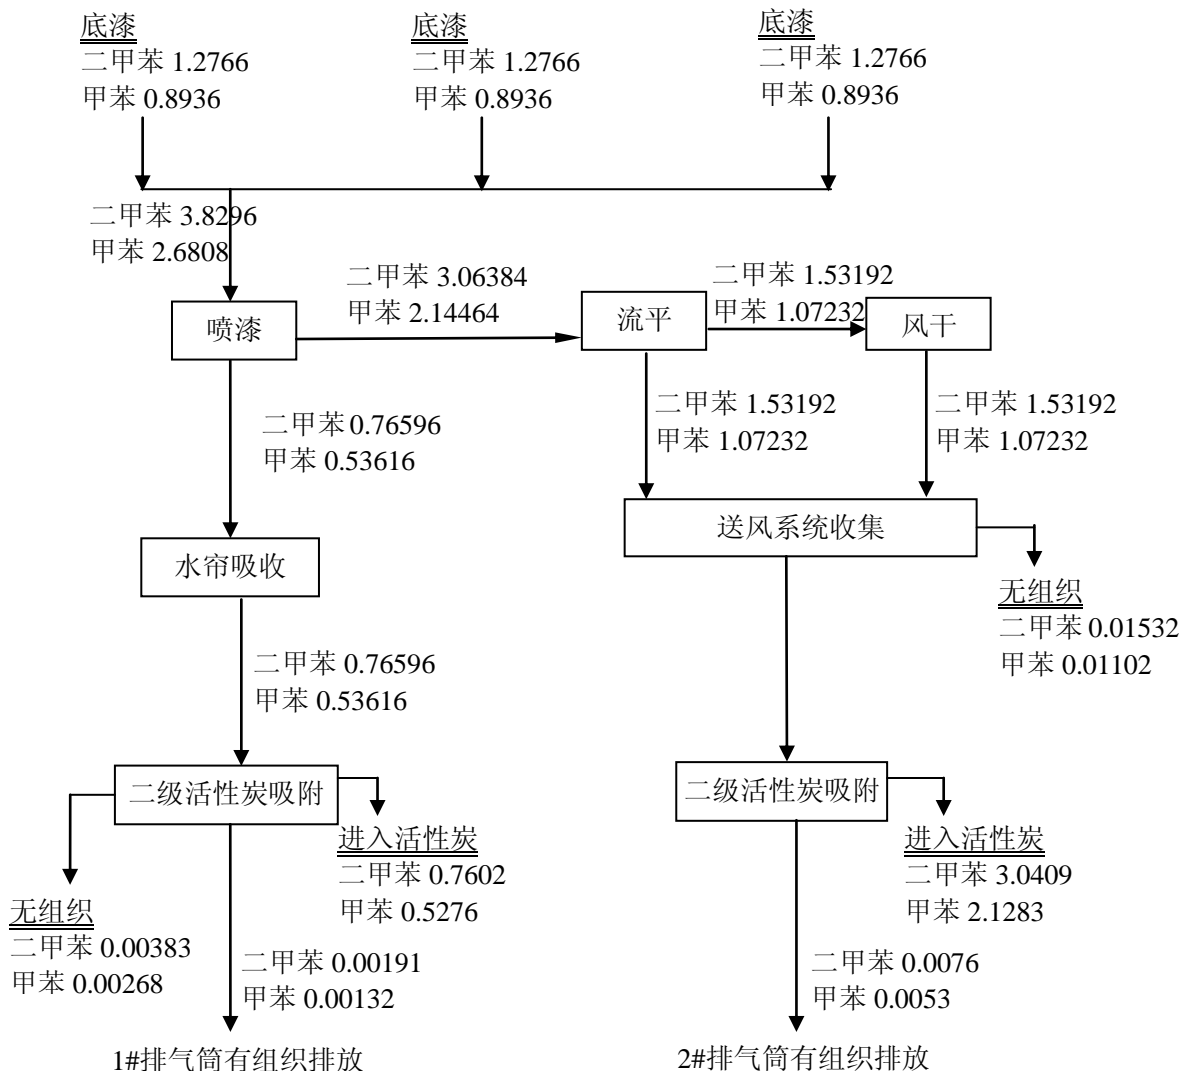 底漆
二甲苯 1.2766
甲苯 0.8936
底漆
二甲苯 1.2766
甲苯 0.8936
底漆
二甲苯 1.2766
甲苯 0.8936
二甲苯 3.8296
甲苯 2.6808
二甲苯 3.06384
甲苯 2.14464
二甲苯 1.53192
甲苯 1.07232
喷漆
流平
风干
二甲苯 0.76596
甲苯 0.53616
二甲苯 1.53192
甲苯 1.07232
二甲苯 1.53192
甲苯 1.07232
送风系统收集
水帘吸收
无组织
二甲苯 0.01532
甲苯 0.01102
二甲苯 0.76596
甲苯 0.53616
二级活性炭吸附
二级活性炭吸附
进入活性炭
二甲苯 0.7602
甲苯 0.5276
进入活性炭
二甲苯 3.0409
甲苯 2.1283
无组织
二甲苯 0.00383
甲苯 0.00268
二甲苯 0.00191
甲苯 0.00132
二甲苯 0.0076
甲苯 0.0053
1#排气筒有组织排放
2#排气筒有组织排放